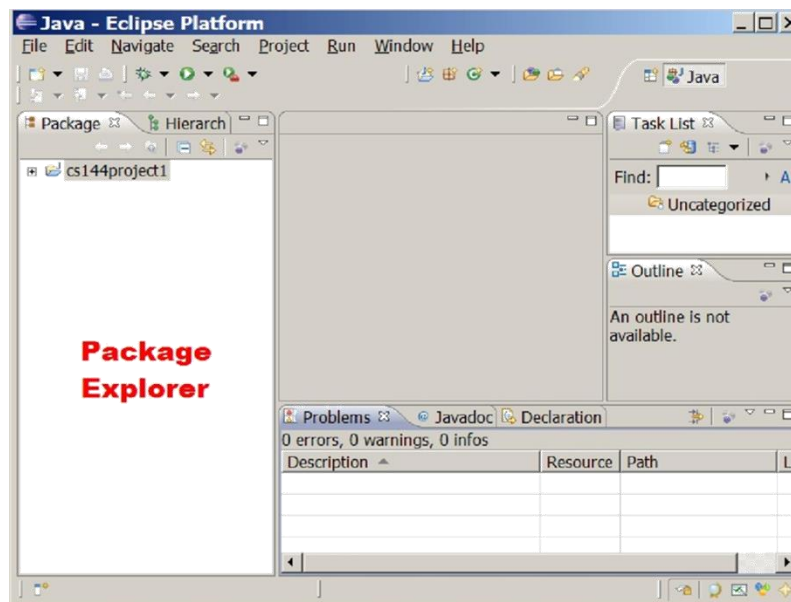 Java - Eclipse Platform
File Edit Navigate Search Project Run Window Help
Java
Package Hierarch
Task List
cs144project1
Find:
Uncategorized
Outline
An outline is not
available.
Package
Explorer
Problems Javadoc Declaration
0 errors, 0 warnings, 0 infos
Description Resource Path L